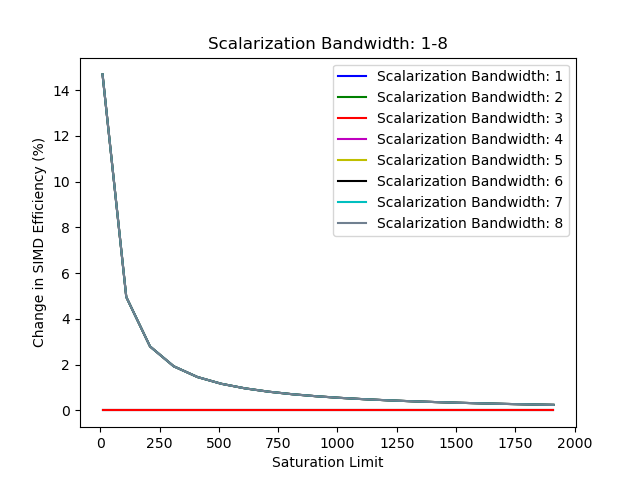 Scalarization Bandwidth: 1-8
Scalarization Bandwidth: 1
Scalarization Bandwidth: 2
Scalarization Bandwidth: 3
Scalarization Bandwidth: 4
Scalarization Bandwidth: 5
Scalarization Bandwidth: 6
Scalarization Bandwidth: 7
Scalarization Bandwidth: 8
Change in SIMD Efficiency (%)
14
12
10
8
6
4
2
0
0 250 500 750 1000 1250 1500 1750 2000
Saturation Limit